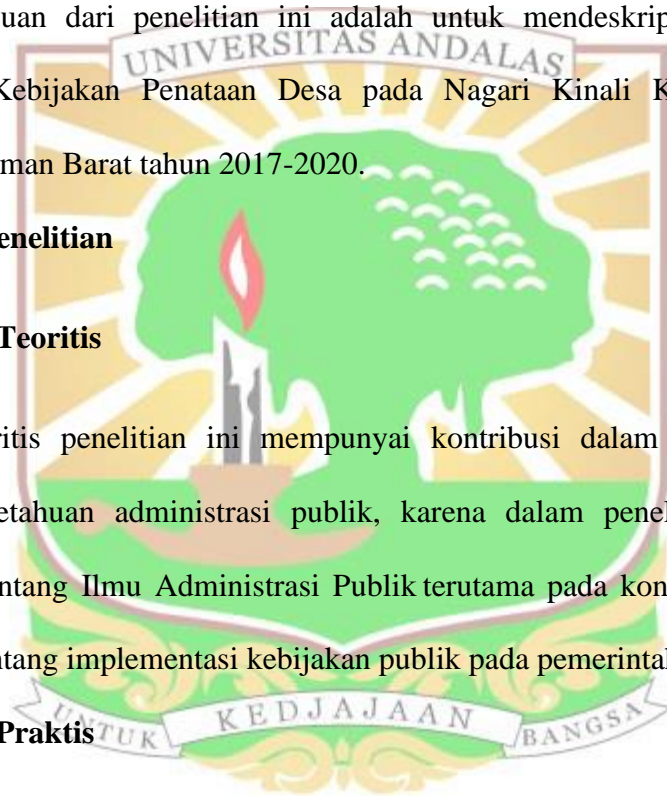 uan dari penelitian ini adalah untuk mendeskrip
UNIVERSITAS ANDALAS
Kebijakan Penataan Desa pada Nagari Kinali K
man Barat tahun 2017-2020.
enelitian
Teoritis
ritis penelitian ini mempunyai kontribusi dalam
etahuan administrasi publik, karena dalam penel
ntang Ilmu Administrasi Publik terutama pada kon
ntang implementasi kebijakan publik pada pemerintah
UNTUK KEDJAJAAN BANGSA
Praktis